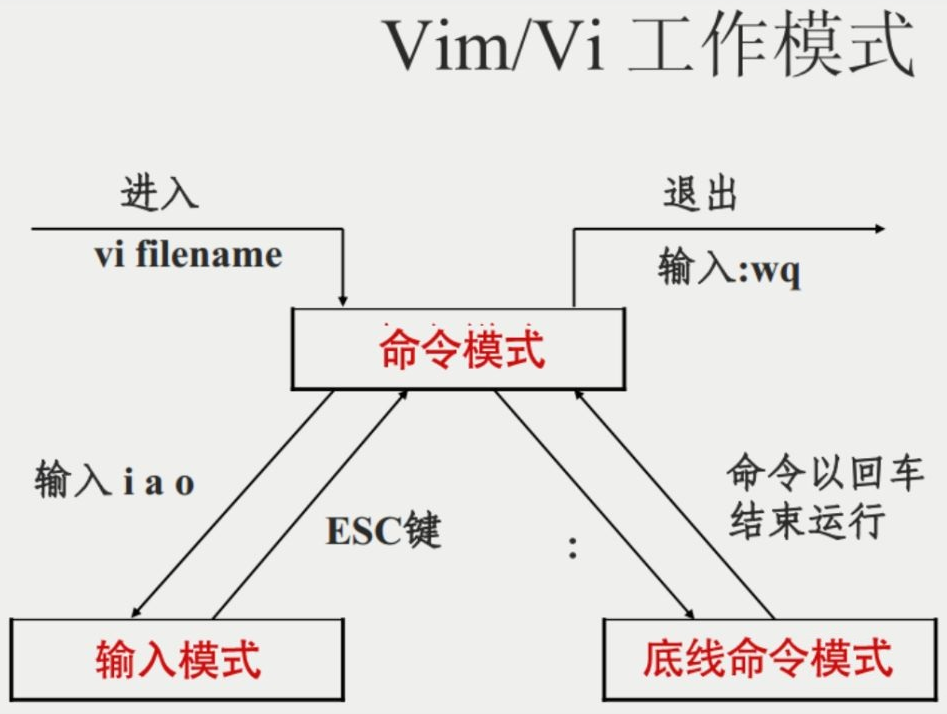 Vim/Vi 工作模式
进入
vi filename
退出
输入:wq
命令模式
输入 i a o
ESC键
:
命令以回车
结束运行
输入模式
底线命令模式